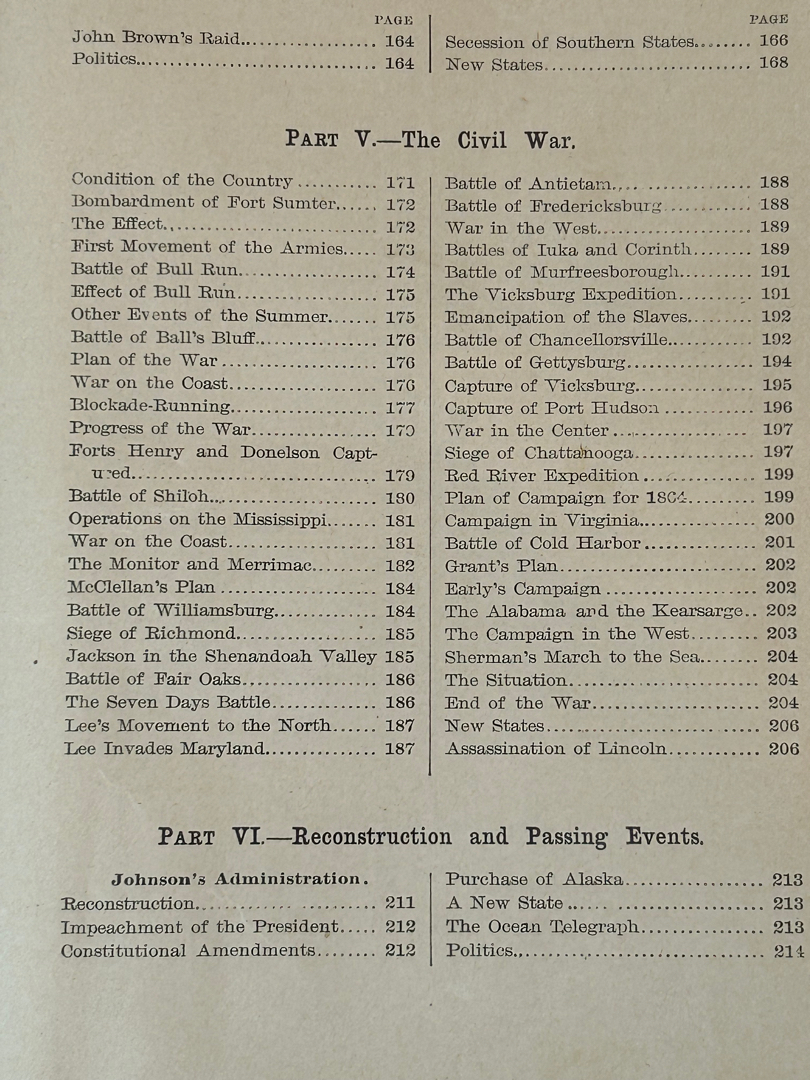 PAGE
John Brown's Raid................ 164
Politics............................. 164
PAGE
Secession of Southern States........ 166
New States........................... 168
PART V.—The Civil War.
Condition of the Country........... 171
Bombardment of Fort Sumter...... 172
The Effect........................... 172
First Movement of the Armies..... 173
Battle of Bull Run................. 174
Effect of Bull Run................. 175
Other Events of the Summer....... 175
Battle of Ball's Bluff.............. 176
Plan of the War................... 176
War on the Coast.................. 176
Blockade-Running................. 177
Progress of the War............... 179
Forts Henry and Donelson Capt-
ured............................. 179
Battle of Shiloh................... 180
Operations on the Mississippi....... 181
War on the Coast.................. 181
The Monitor and Merrimac......... 182
McClellan's Plan................... 184
Battle of Williamsburg............. 184
Siege of Richmond................. 185
Jackson in the Shenandoah Valley 185
Battle of Fair Oaks................ 186
The Seven Days Battle............. 186
Lee's Movement to the North...... 187
Lee Invades Maryland.............. 187
Battle of Antietam................. 188
Battle of Fredericksburg............ 188
War in the West................... 189
Battles of Iuka and Corinth........ 189
Battle of Murfreesborough.......... 191
The Vicksburg Expedition.......... 191
Emancipation of the Slaves......... 192
Battle of Chancellorsville........... 192
Battle of Gettysburg................ 194
Capture of Vicksburg............... 195
Capture of Port Hudson............ 196
War in the Center.................. 197
Siege of Chattanooga............... 197
Red River Expedition............... 199
Plan of Campaign for 1864.......... 199
Campaign in Virginia............... 200
Battle of Cold Harbor.............. 201
Grant's Plan....................... 202
Early's Campaign.................. 202
The Alabama and the Kearsarge.. 202
The Campaign in the West......... 203
Sherman's March to the Sea........ 204
The Situation...................... 204
End of the War.................... 204
New States........................ 206
Assassination of Lincoln............ 206
PART VI.—Reconstruction and Passing Events.
Johnson's Administration.
Reconstruction..................... 211
Impeachment of the President..... 212
Constitutional Amendments........ 212
Purchase of Alaska................. 213
A New State...................... 213
The Ocean Telegraph............... 213
Politics............................ 214